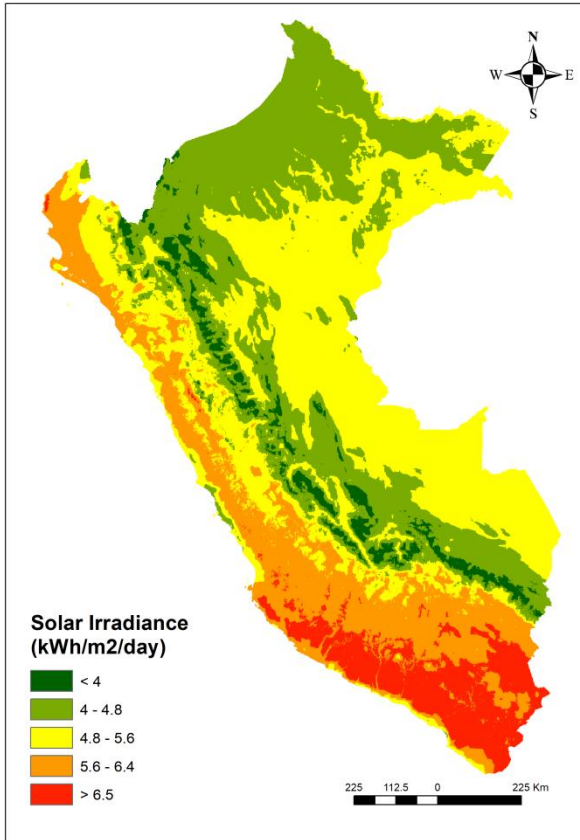 N
W E
S
Solar Irradiance
(kWh/m2/day)
< 4
4 - 4.8
4.8 - 5.6
5.6 - 6.4
> 6.5
225 112.5 0 225 Km